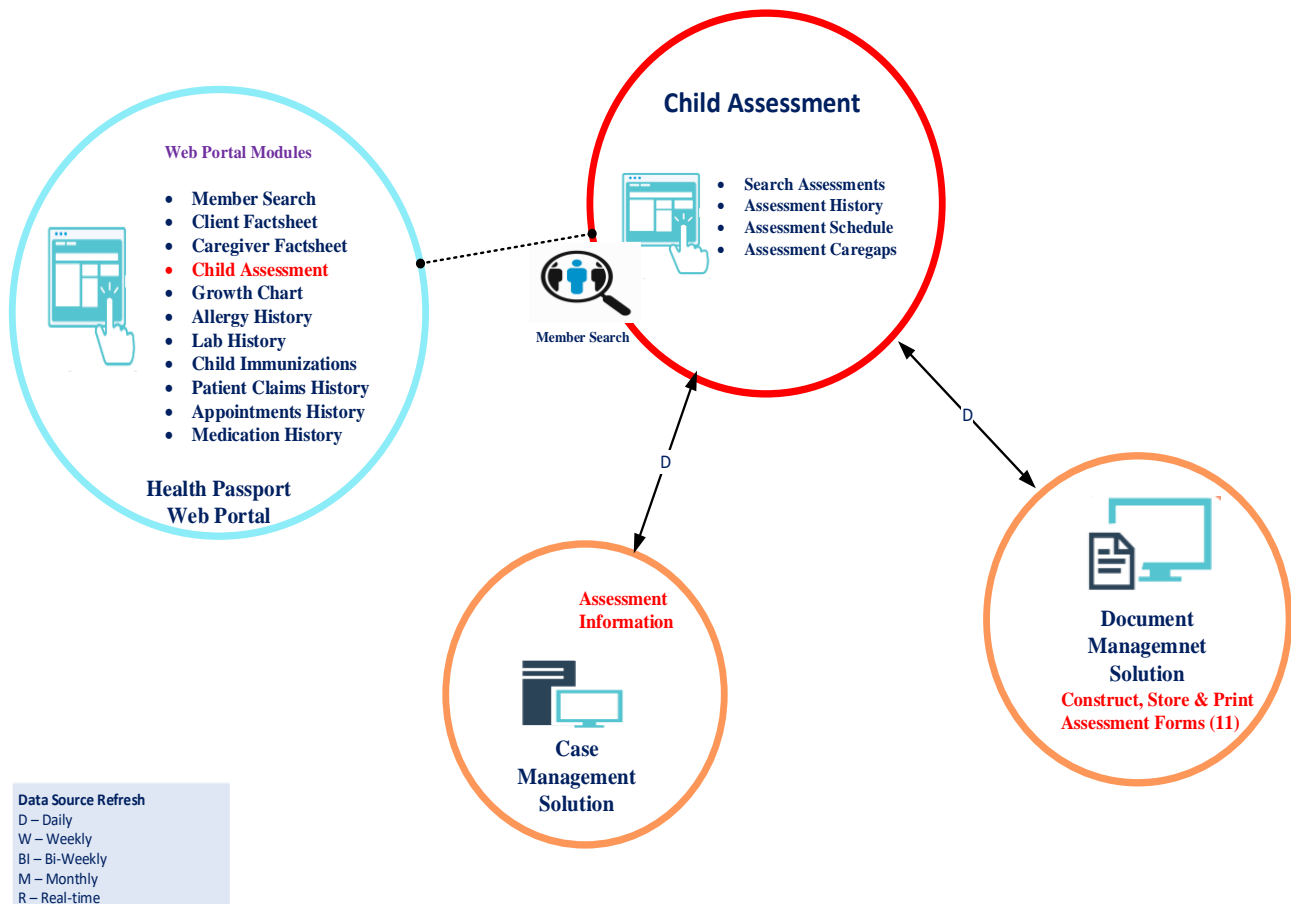 Child Assessment
Search Assessments
Assessment History
Assessment Schedule
Assessment Caregaps
Web Portal Modules
Member Search
Client Factsheet
Caregiver Factsheet
Child Assessment
Growth Chart
Allergy History
Lab History
Child Immunizations
Patient Claims History
Appointments History
Medication History
Health Passport
Web Portal
Member Search
D
D
Assessment
Information
Case
Management
Solution
Document
Managemnet
Solution
Construct, Store & Print
Assessment Forms (11)
Data Source Refresh
D – Daily
W – Weekly
BI – Bi-Weekly
M – Monthly
R – Real-time